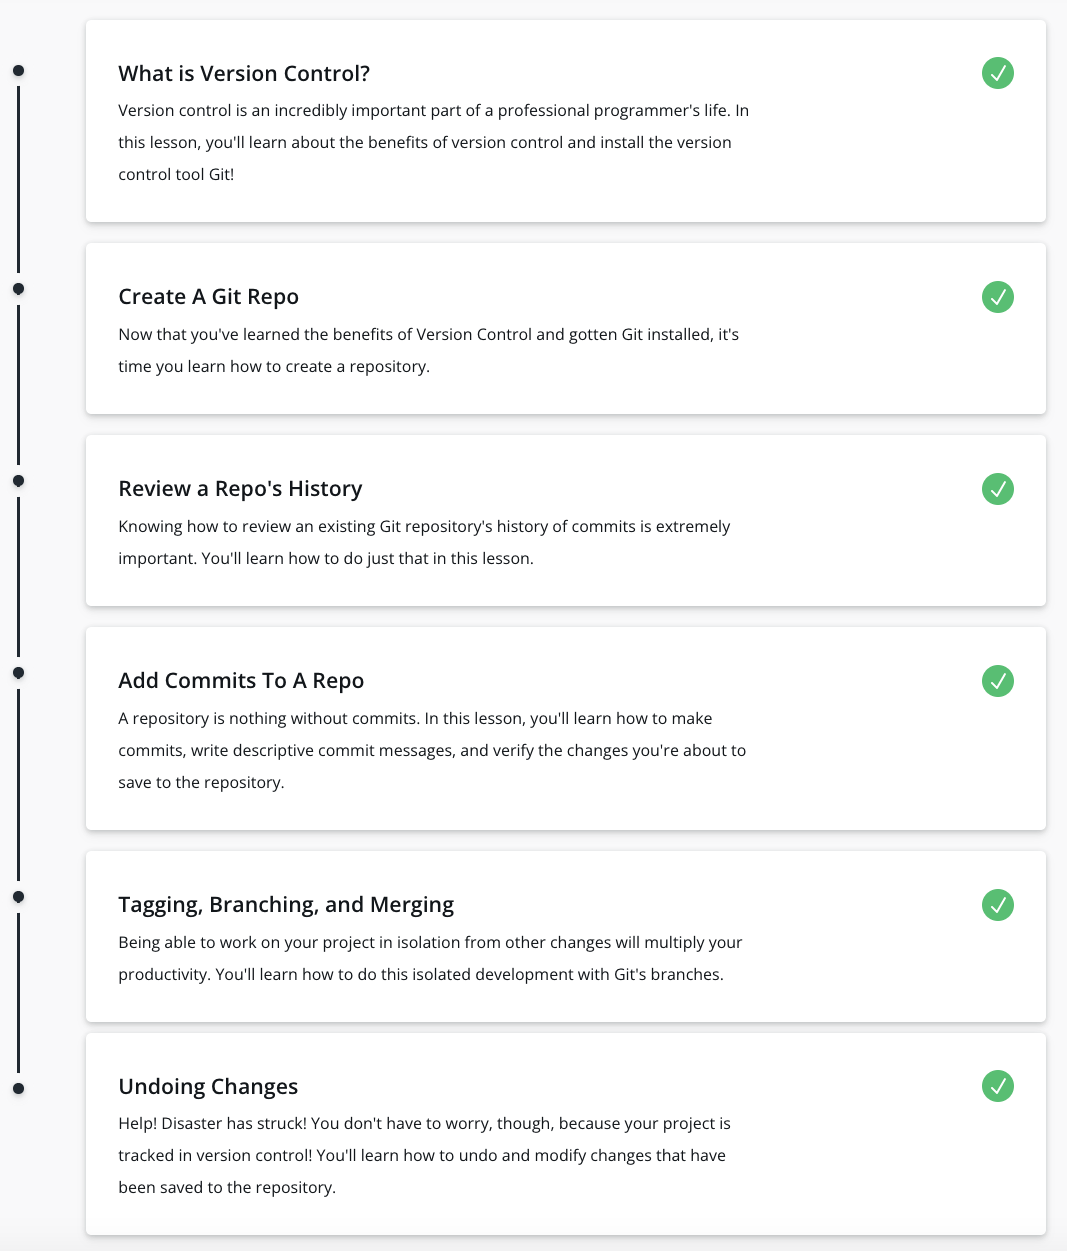 What is Version Control?
Version control is an incredibly important part of a professional programmer's life. In
this lesson, you'll learn about the benefits of version control and install the version
control tool Git!
Create A Git Repo
Now that you've learned the benefits of Version Control and gotten Git installed, it's
time you learn how to create a repository.
Review a Repo's History
Knowing how to review an existing Git repository's history of commits is extremely
important. You'll learn how to do just that in this lesson.
Add Commits To A Repo
A repository is nothing without commits. In this lesson, you'll learn how to make
commits, write descriptive commit messages, and verify the changes you're about to
save to the repository.
Tagging, Branching, and Merging
Being able to work on your project in isolation from other changes will multiply your
productivity. You'll learn how to do this isolated development with Git's branches.
Undoing Changes
Help! Disaster has struck! You don't have to worry, though, because your project is
tracked in version control! You'll learn how to undo and modify changes that have
been saved to the repository.